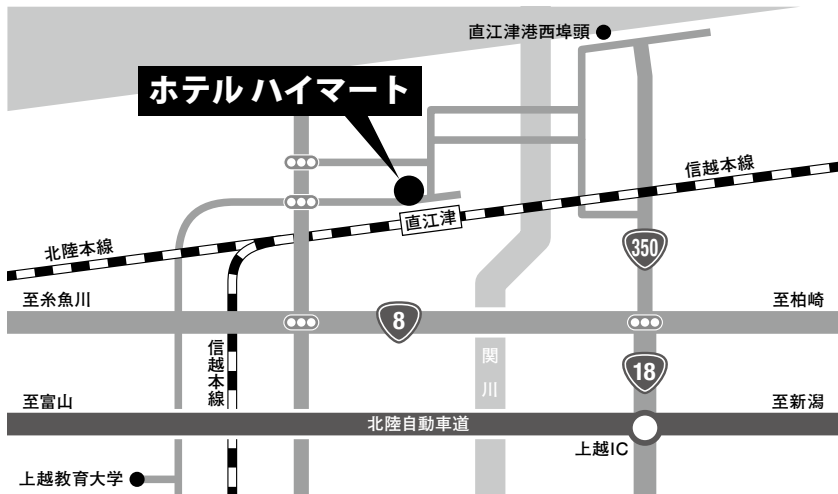 直江津港西埠頭
ホテル ハイマート
信越本線
直江津
北陸本線
350
至糸魚川
至柏崎
8
信越本線
関川
18
至富山
至新潟
北陸自動車道
上越IC
上越教育大学